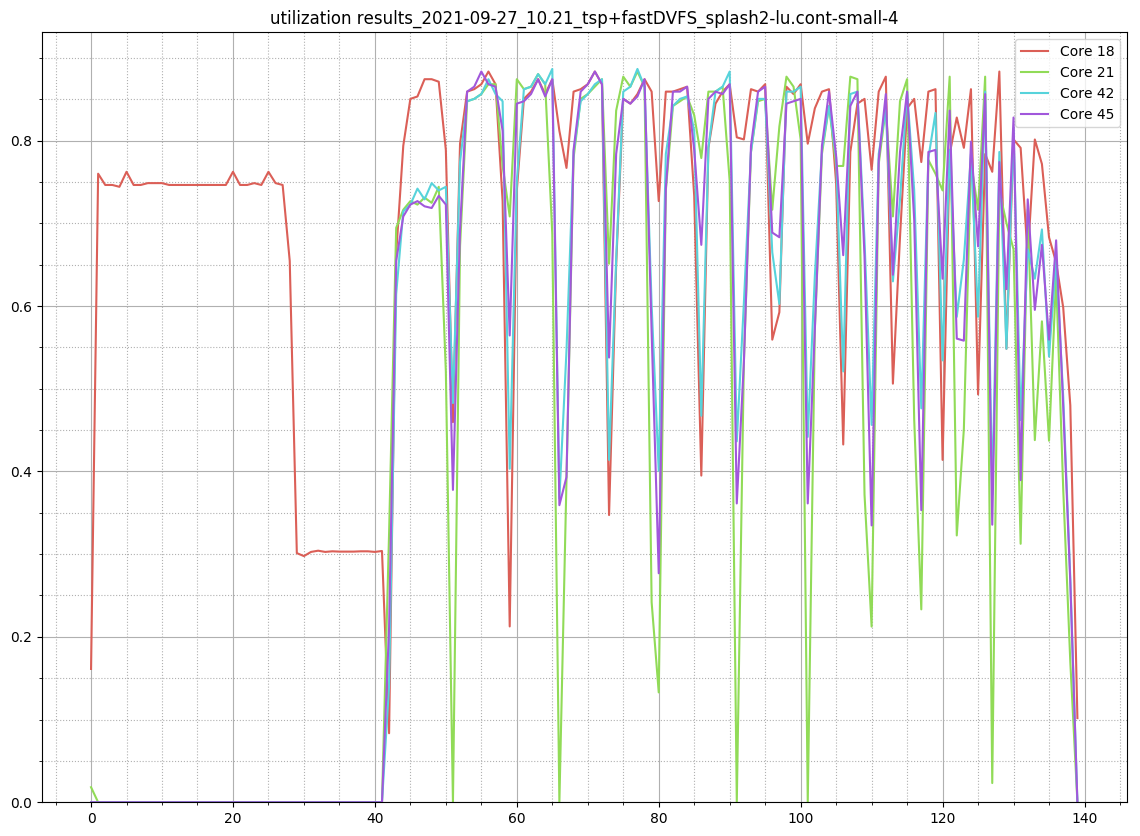 utilization results_2021-09-27_10.21_tsp+fastDVFS_splash2-lu.cont-small-4
Core 18
Core 21
Core 42
Core 45
0.8
0.6
0.4
0.2
0.0
0 20 40 60 80 100 120 140